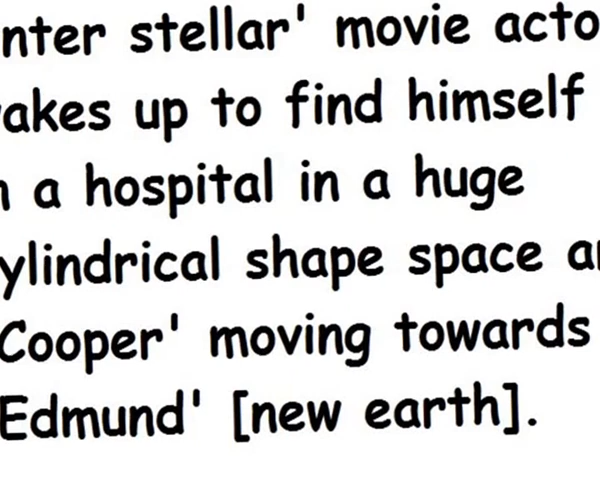 nter stellar' movie acto
akes up to find himself
a hospital in a huge
ylindrical shape space a
Cooper' moving towards
Edmund' [new earth].